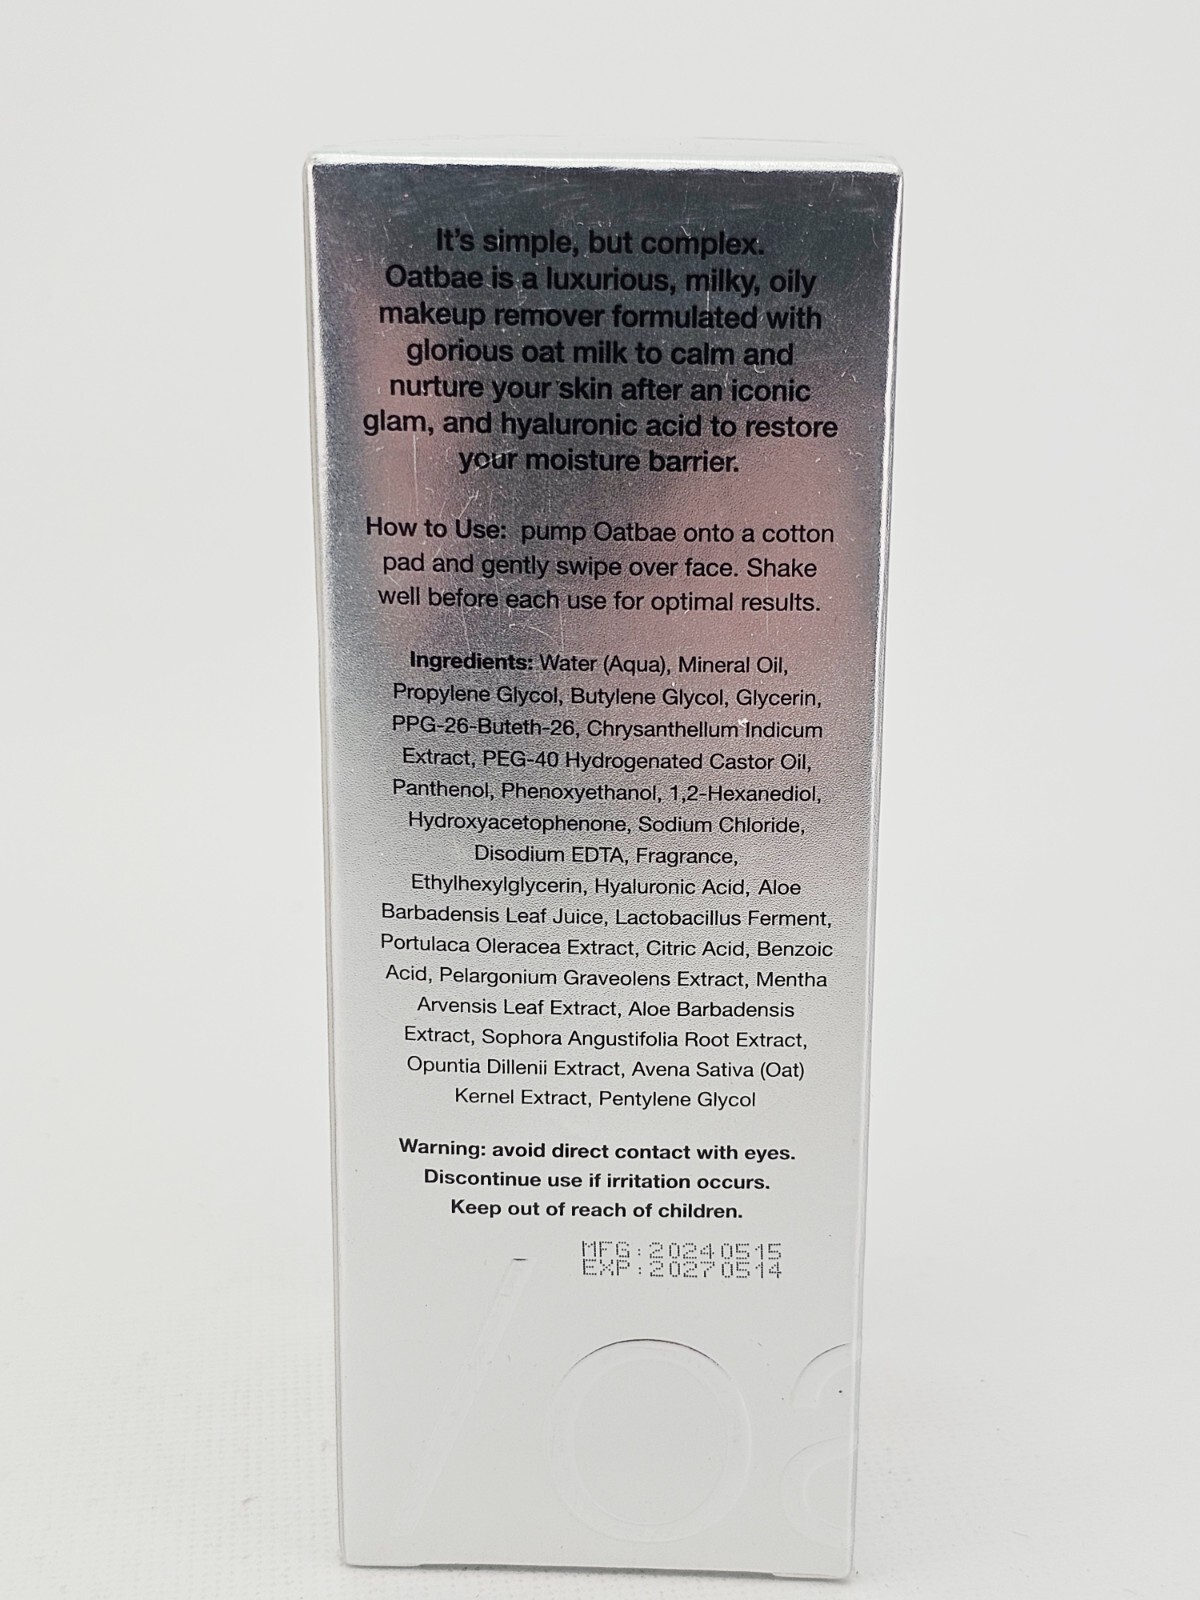 It's simple, but complex.
Oatbae is a luxurious, milky, oily
makeup remover formulated with
glorious oat milk to calm and
nurture your skin after an iconic
glam, and hyaluronic acid to restore
your moisture barrier.
How to Use: pump Oatbae onto a cotton
pad and gently swipe over face. Shake
well before each use for optimal results.
Ingredients: Water (Aqua), Mineral Oil,
Propylene Glycol, Butylene Glycol, Glycerin,
PPG-26-Buteth-26, Chrysanthellum Indicum
Extract, PEG-40 Hydrogenated Castor Oil,
Panthenol, Phenoxyethanol, 1,2-Hexanediol,
Hydroxyacetophenone, Sodium Chloride,
Disodium EDTA, Fragrance,
Ethylhexylglycerin, Hyaluronic Acid, Aloe
Barbadensis Leaf Juice, Lactobacillus Ferment,
Portulaca Oleracea Extract, Citric Acid, Benzoic
Acid, Pelargonium Graveolens Extract, Mentha
Arvensis Leaf Extract, Aloe Barbadensis
Extract, Sophora Angustifolia Root Extract,
Opuntia Dillenii Extract, Avena Sativa (Oat)
Kernel Extract, Pentylene Glycol
Warning: avoid direct contact with eyes.
Discontinue use if irritation occurs.
Keep out of reach of children.
MFG:20240515
EXP:20270514